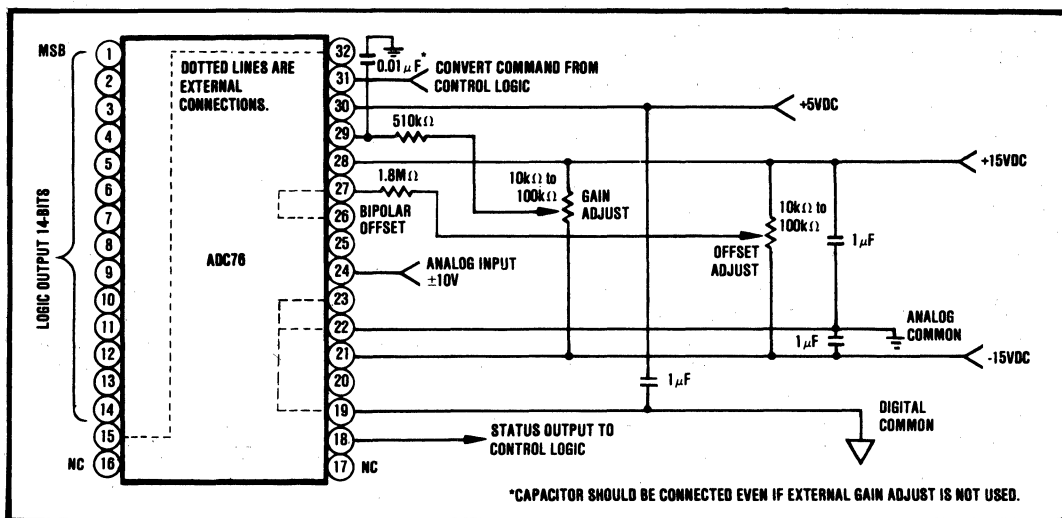 MSB
LOGIC OUTPUT 14-BITS
1
2
3
4
5
6
7
8
9
10
11
12
13
14
15
NC 16
DOTTED LINES ARE
EXTERNAL
CONNECTIONS.
ADC76
32
31
30
29
28
27
26
25
24
23
22
21
20
19
18
17 NC
0.01µF*
CONVERT COMMAND FROM
CONTROL LOGIC
+5VDC
510kΩ
+15VDC
1.8MΩ
BIPOLAR
OFFSET
10kΩ to
100kΩ
GAIN
ADJUST
10kΩ to
100kΩ
OFFSET
ADJUST
1µF
ANALOG INPUT
±10V
ANALOG
COMMON
1µF
-15VDC
1µF
DIGITAL
COMMON
STATUS OUTPUT TO
CONTROL LOGIC
*CAPACITOR SHOULD BE CONNECTED EVEN IF EXTERNAL GAIN ADJUST IS NOT USED.